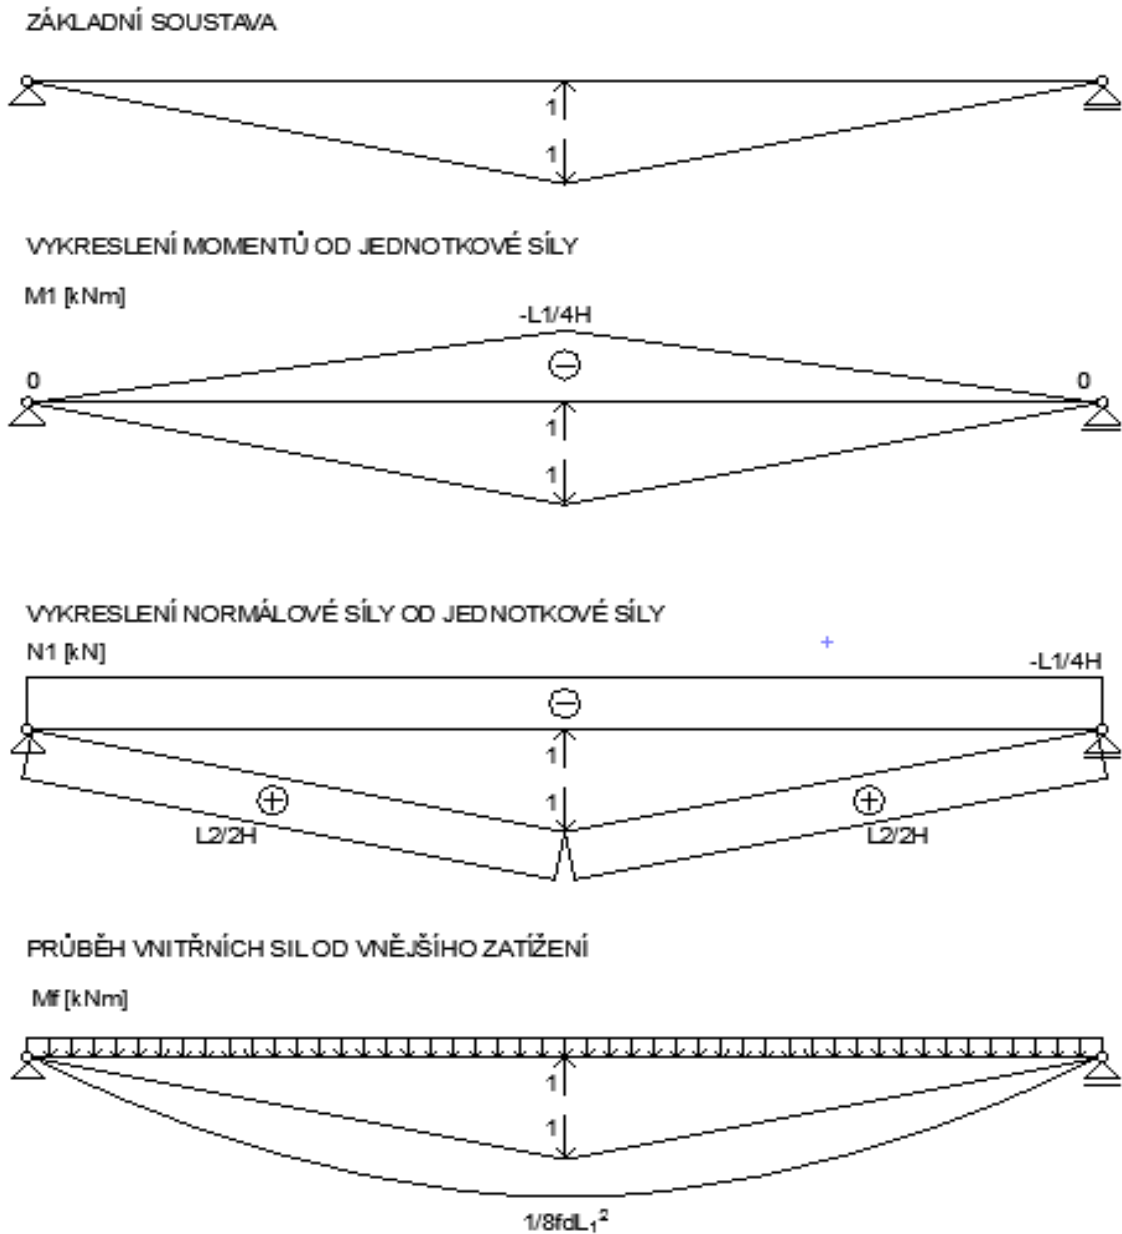 ZÁKLADNÍ SOUSTAVA
1
1
VYKRESLENÍ MOMENTŮ OD JEDNOTKOVÉ SÍLY
M1 [kNm]
-L1/4H
0
0
1
1
VYKRESLENÍ NORMÁLOVÉ SÍLY OD JEDNOTKOVÉ SÍLY
N1 [kN]
-L1/4H
1
1
L2/2H
L2/2H
PRŮBĚH VNITŘNÍCH SIL OD VNĚJŠÍHO ZATÍŽENÍ
Mf [kNm]
1
1
1/8fdL₁²